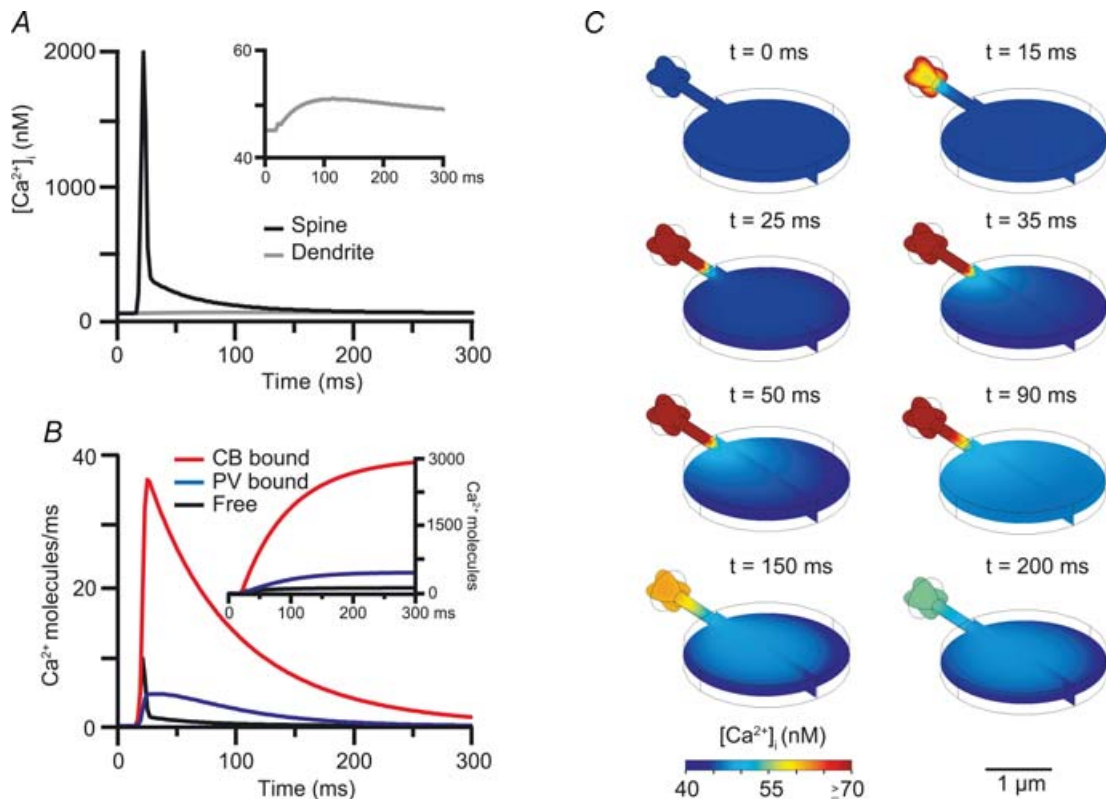 A
2000
1000
0
[Ca²⁺]ᵢ (nM)
60
40
0 100 200 300 ms
Spine
Dendrite
0 100 200 300
Time (ms)
B
40
20
10
0
Ca²⁺ molecules/ms
CB bound
PV bound
Free
3000
1500
0
Ca²⁺ molecules
0 100 200 300 ms
0 100 200 300
Time (ms)
C
t = 0 ms
t = 15 ms
t = 25 ms
t = 35 ms
t = 50 ms
t = 90 ms
t = 150 ms
t = 200 ms
[Ca²⁺]ᵢ (nM)
40 55 ≥70
1 µm